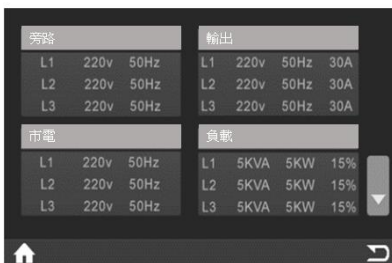 旁路
L1 220v 50Hz
L2 220v 50Hz
L3 220v 50Hz
輸出
L1 220v 50Hz 30A
L2 220v 50Hz 30A
L3 220v 50Hz 30A
市電
L1 220v 50Hz
L2 220v 50Hz
L3 220v 50Hz
負載
L1 5KVA 5KW 15%
L2 5KVA 5KW 15%
L3 5KVA 5KW 15%